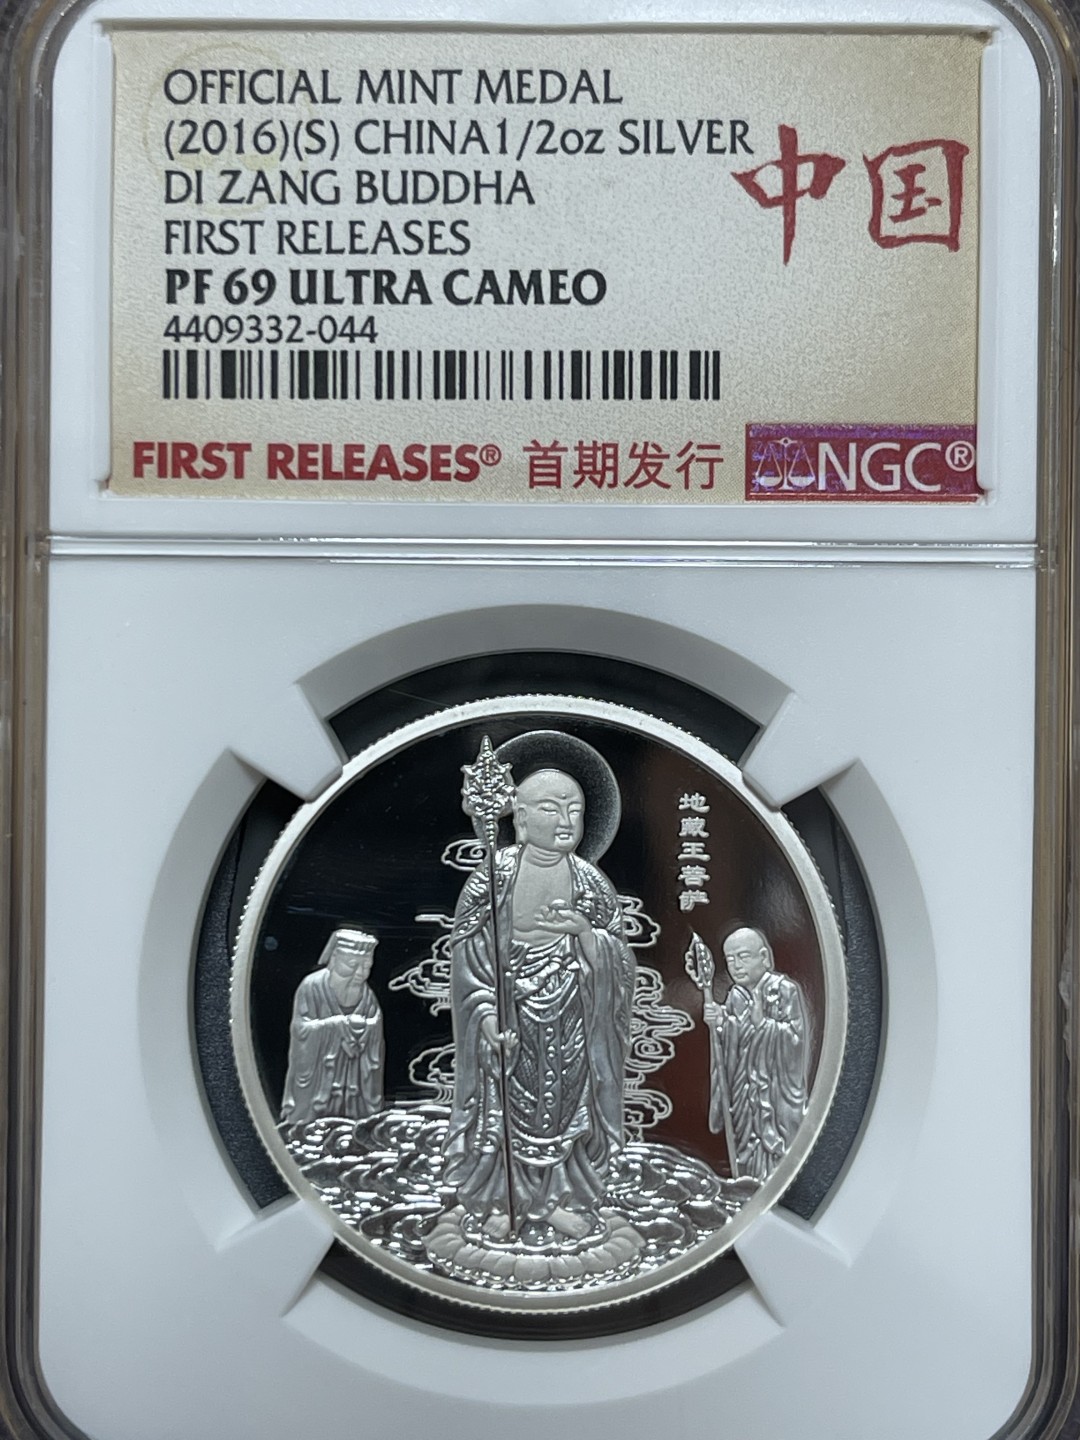 OFFICIAL MINT MEDAL
(2016)(S) CHINA1/2oz SILVER
DI ZANG BUDDHA
FIRST RELEASES
PF 69 ULTRA CAMEO
4409332-044
中国
FIRST RELEASES® 首期发行 NGC®
地藏王菩萨